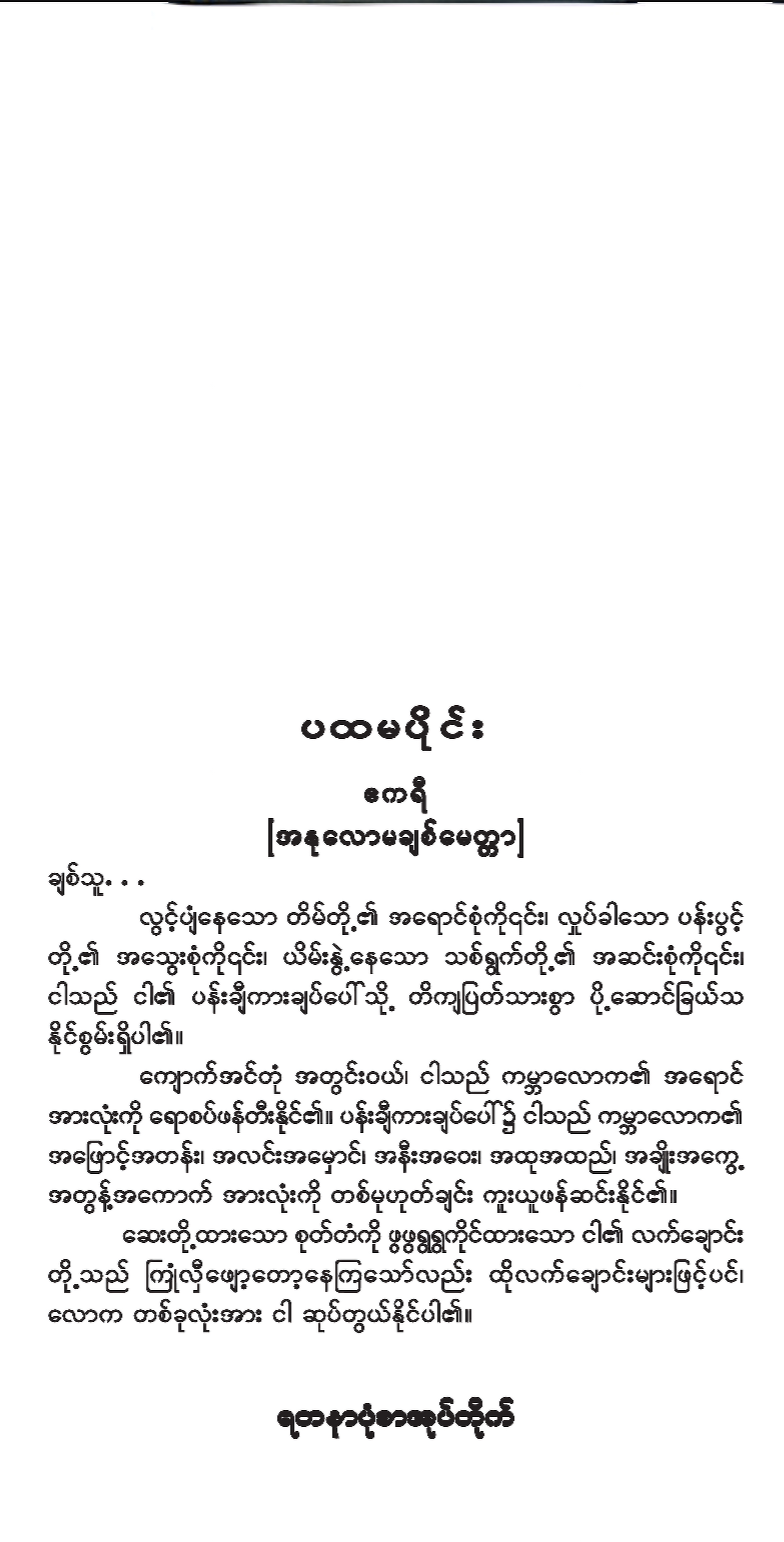 ပထမပိုင်း
ဧကရီ
[အနုလောမချစ်မေတ္တာ]
ချစ်သူ. . .
လွင့်ပျံနေသော တိမ်တို့၏ အရောင်စုံကို၎င်း၊ လှုပ်ခါသော ပန်းပွင့်
တို့၏ အသွေးစုံကို၎င်း၊ ယိမ်းနွဲ့နေသော သစ်ရွက်တို့၏ အဆင်းစုံကို၎င်း၊
ငါသည် ငါ၏ ပန်းချီကားချပ်ပေါ်သို့ တိကျပြတ်သားစွာ ပို့ဆောင်ခြယ်သ
နိုင်စွမ်းရှိပါ၏။
ကျောက်အင်တုံ အတွင်းဝယ်၊ ငါသည် ကမ္ဘာလောက၏ အရောင်
အားလုံးကို ရောစပ်ဖန်တီးနိုင်၏။ ပန်းချီကားချပ်ပေါ်၌ ငါသည် ကမ္ဘာလောက၏
အဖြောင့်အတန်း၊ အလင်းအမှောင်၊ အနီးအဝေး၊ အထုအထည်၊ အချိုးအကွေ့
အတွန့်အကောက် အားလုံးကို တစ်မုဟုတ်ချင်း ကူးယူဖန်ဆင်းနိုင်၏။
ဆေးတို့ထားသော စုတ်တံကို ဖွဖွရွရွကိုင်ထားသော ငါ၏ လက်ချောင်း
တို့သည် ကြုံလှီဖျော့တော့နေကြသော်လည်း ထိုလက်ချောင်းများဖြင့်ပင်၊
လောက တစ်ခုလုံးအား ငါ ဆုပ်တွယ်နိုင်ပါ၏။
ရတနာပုံစာအုပ်တိုက်